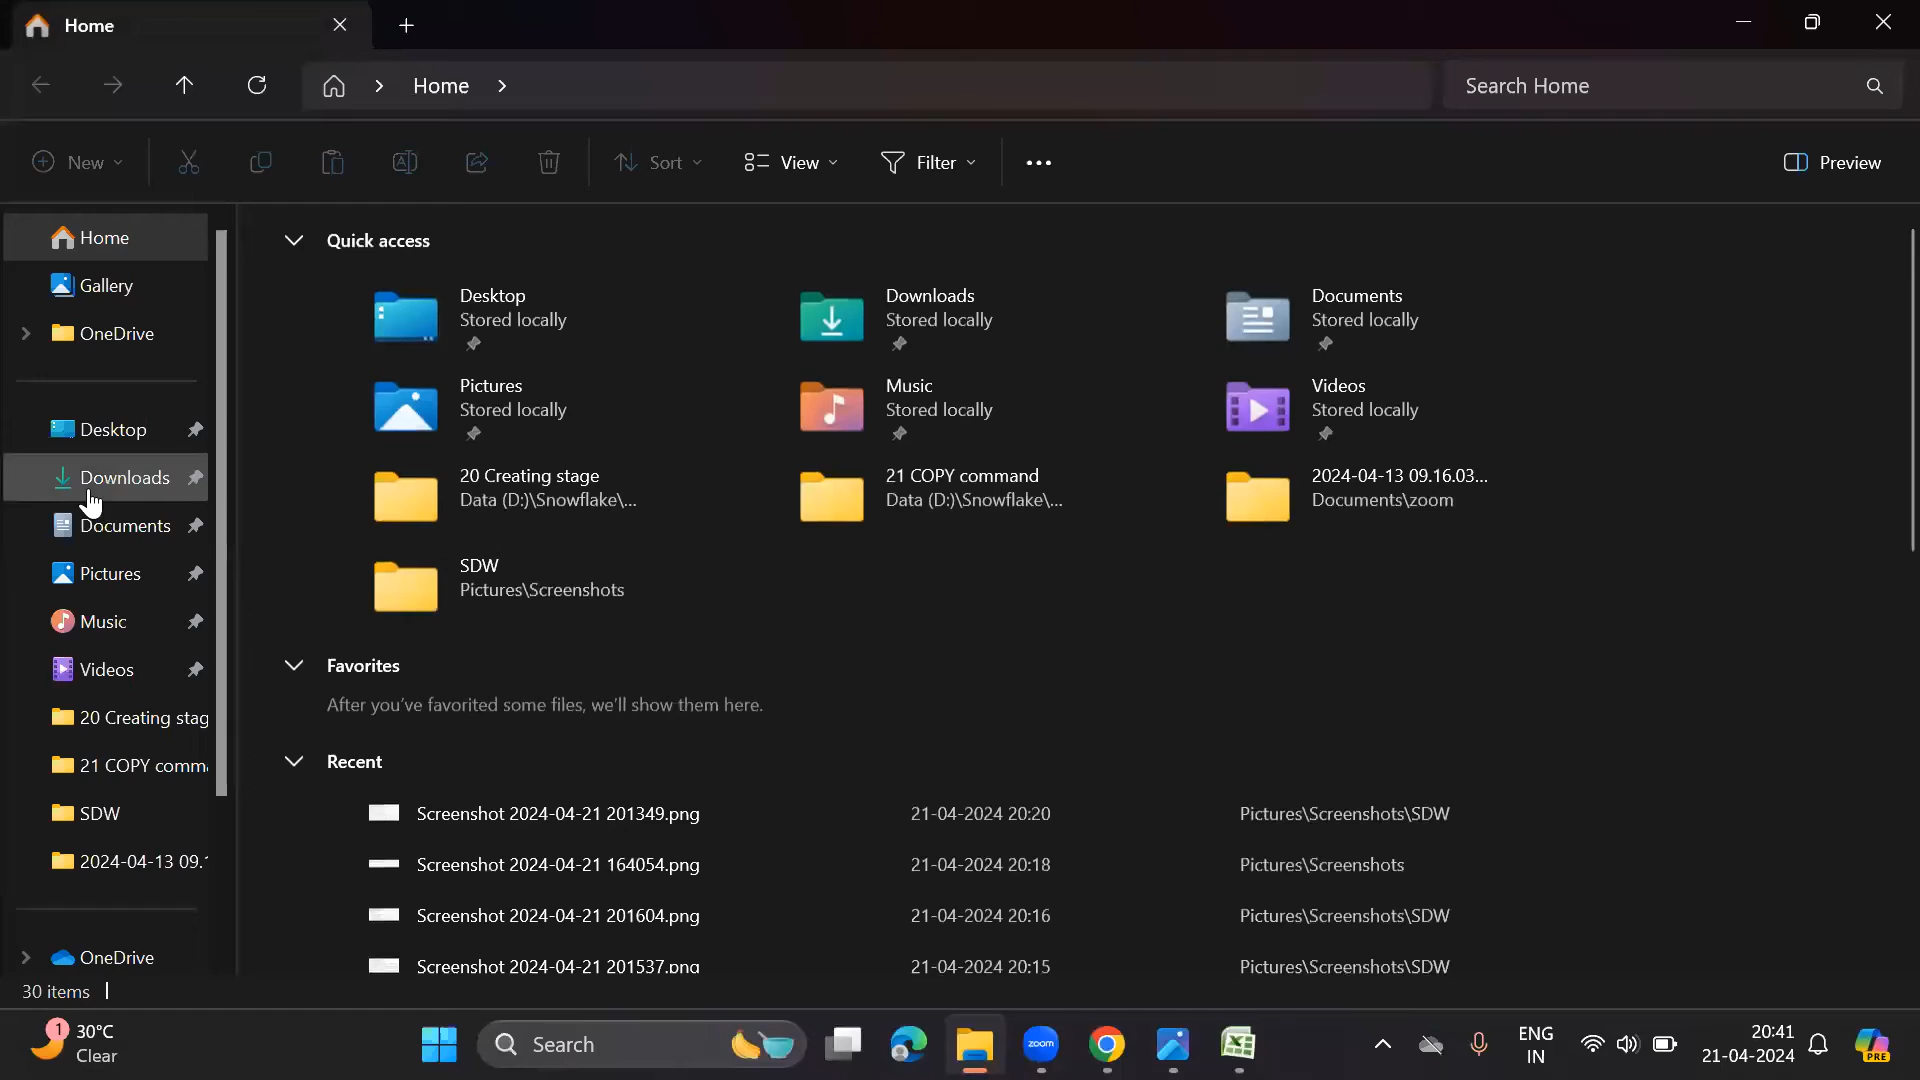 Home
Home
Search Home
New
Sort
View
Filter
Preview
Home
Gallery
OneDrive
Desktop
Downloads
Documents
Pictures
Music
Videos
20 Creating stag
21 COPY comm
SDW
2024-04-13 09.
OneDrive
Quick access
Desktop
Stored locally
Downloads
Stored locally
Documents
Stored locally
Pictures
Stored locally
Music
Stored locally
Videos
Stored locally
20 Creating stage
Data (D:)\Snowflake\...
21 COPY command
Data (D:)\Snowflake\...
2024-04-13 09.16.03...
Documents\zoom
SDW
Pictures\Screenshots
Favorites
After you've favorited some files, we'll show them here.
Recent
Screenshot 2024-04-21 201349.png 21-04-2024 20:20 Pictures\Screenshots\SDW
Screenshot 2024-04-21 164054.png 21-04-2024 20:18 Pictures\Screenshots
Screenshot 2024-04-21 201604.png 21-04-2024 20:16 Pictures\Screenshots\SDW
Screenshot 2024-04-21 201537.png 21-04-2024 20:15 Pictures\Screenshots\SDW
30 items
1
30°C
Clear
Search
zoom
ENG
IN
20:41
21-04-2024
PRE